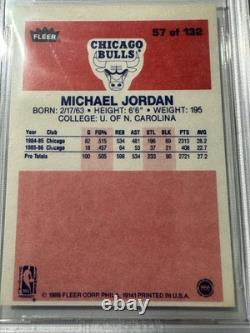 FLEER
CHICAGO
BULLS
57 of 132
MICHAEL JORDAN
BORN: 2/17/63 • HEIGHT: 6'6" • WEIGHT: 195
COLLEGE: U. OF N. CAROLINA
Year Club FG% REB AST STL BLK PTS
1984-85 Chicago 82 .515 534 481 196 69 2313 28.2
1985-86 Chicago 18 .457 64 53 37 21 408 22.7
Pro Totals 100 .505 598 534 233 90 2721 27.2
© 1986 FLEER CORP. PHILA., PA 19141 PRINTED IN U.S.A.